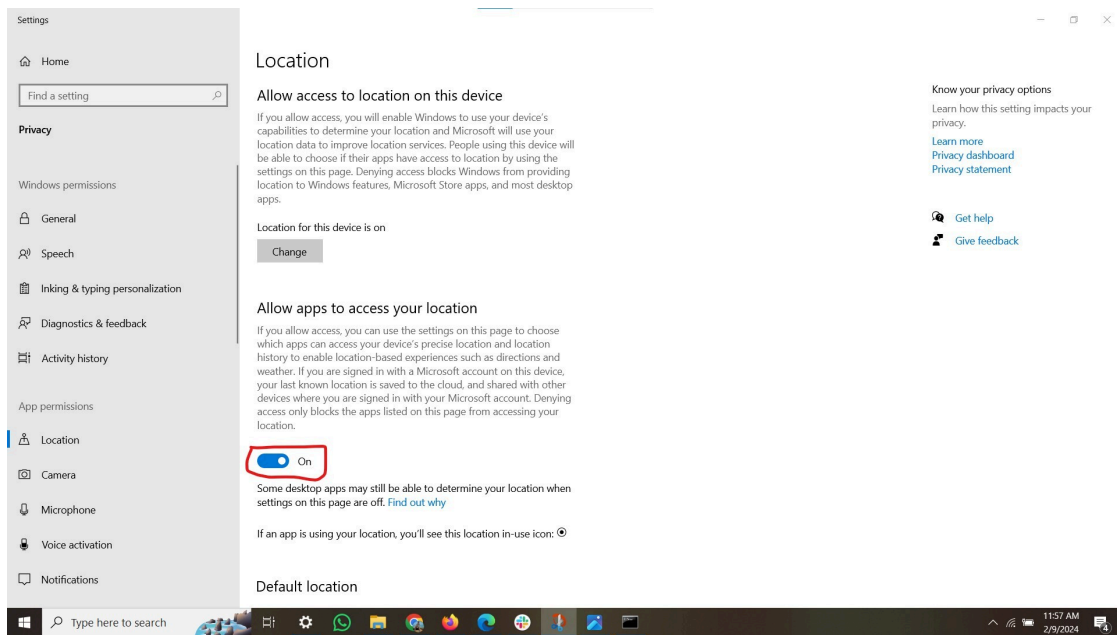 Settings
Home
Find a setting
Privacy
Windows permissions
General
Speech
Inking & typing personalization
Diagnostics & feedback
Activity history
App permissions
Location
Camera
Microphone
Voice activation
Notifications
Location
Allow access to location on this device
If you allow access, you will enable Windows to use your device's
capabilities to determine your location and Microsoft will use your
location data to improve location services. People using this device will
be able to choose if their apps have access to location by using the
settings on this page. Denying access blocks Windows from providing
location to Windows features, Microsoft Store apps, and most desktop
apps.
Location for this device is on
Change
Allow apps to access your location
If you allow access, you can use the settings on this page to choose
which apps can access your device's precise location and location
history to enable location-based experiences such as directions and
weather. If you are signed in with a Microsoft account on this device,
your last known location is saved to the cloud, and shared with other
devices where you are signed in with your Microsoft account. Denying
access only blocks the apps listed on this page from accessing your
location.
On
Some desktop apps may still be able to determine your location when
settings on this page are off. Find out why
If an app is using your location, you'll see this location in-use icon:
Default location
Know your privacy options
Learn how this setting impacts your
privacy.
Learn more
Privacy dashboard
Privacy statement
Get help
Give feedback
Type here to search
11:57 AM
2/9/2024
4